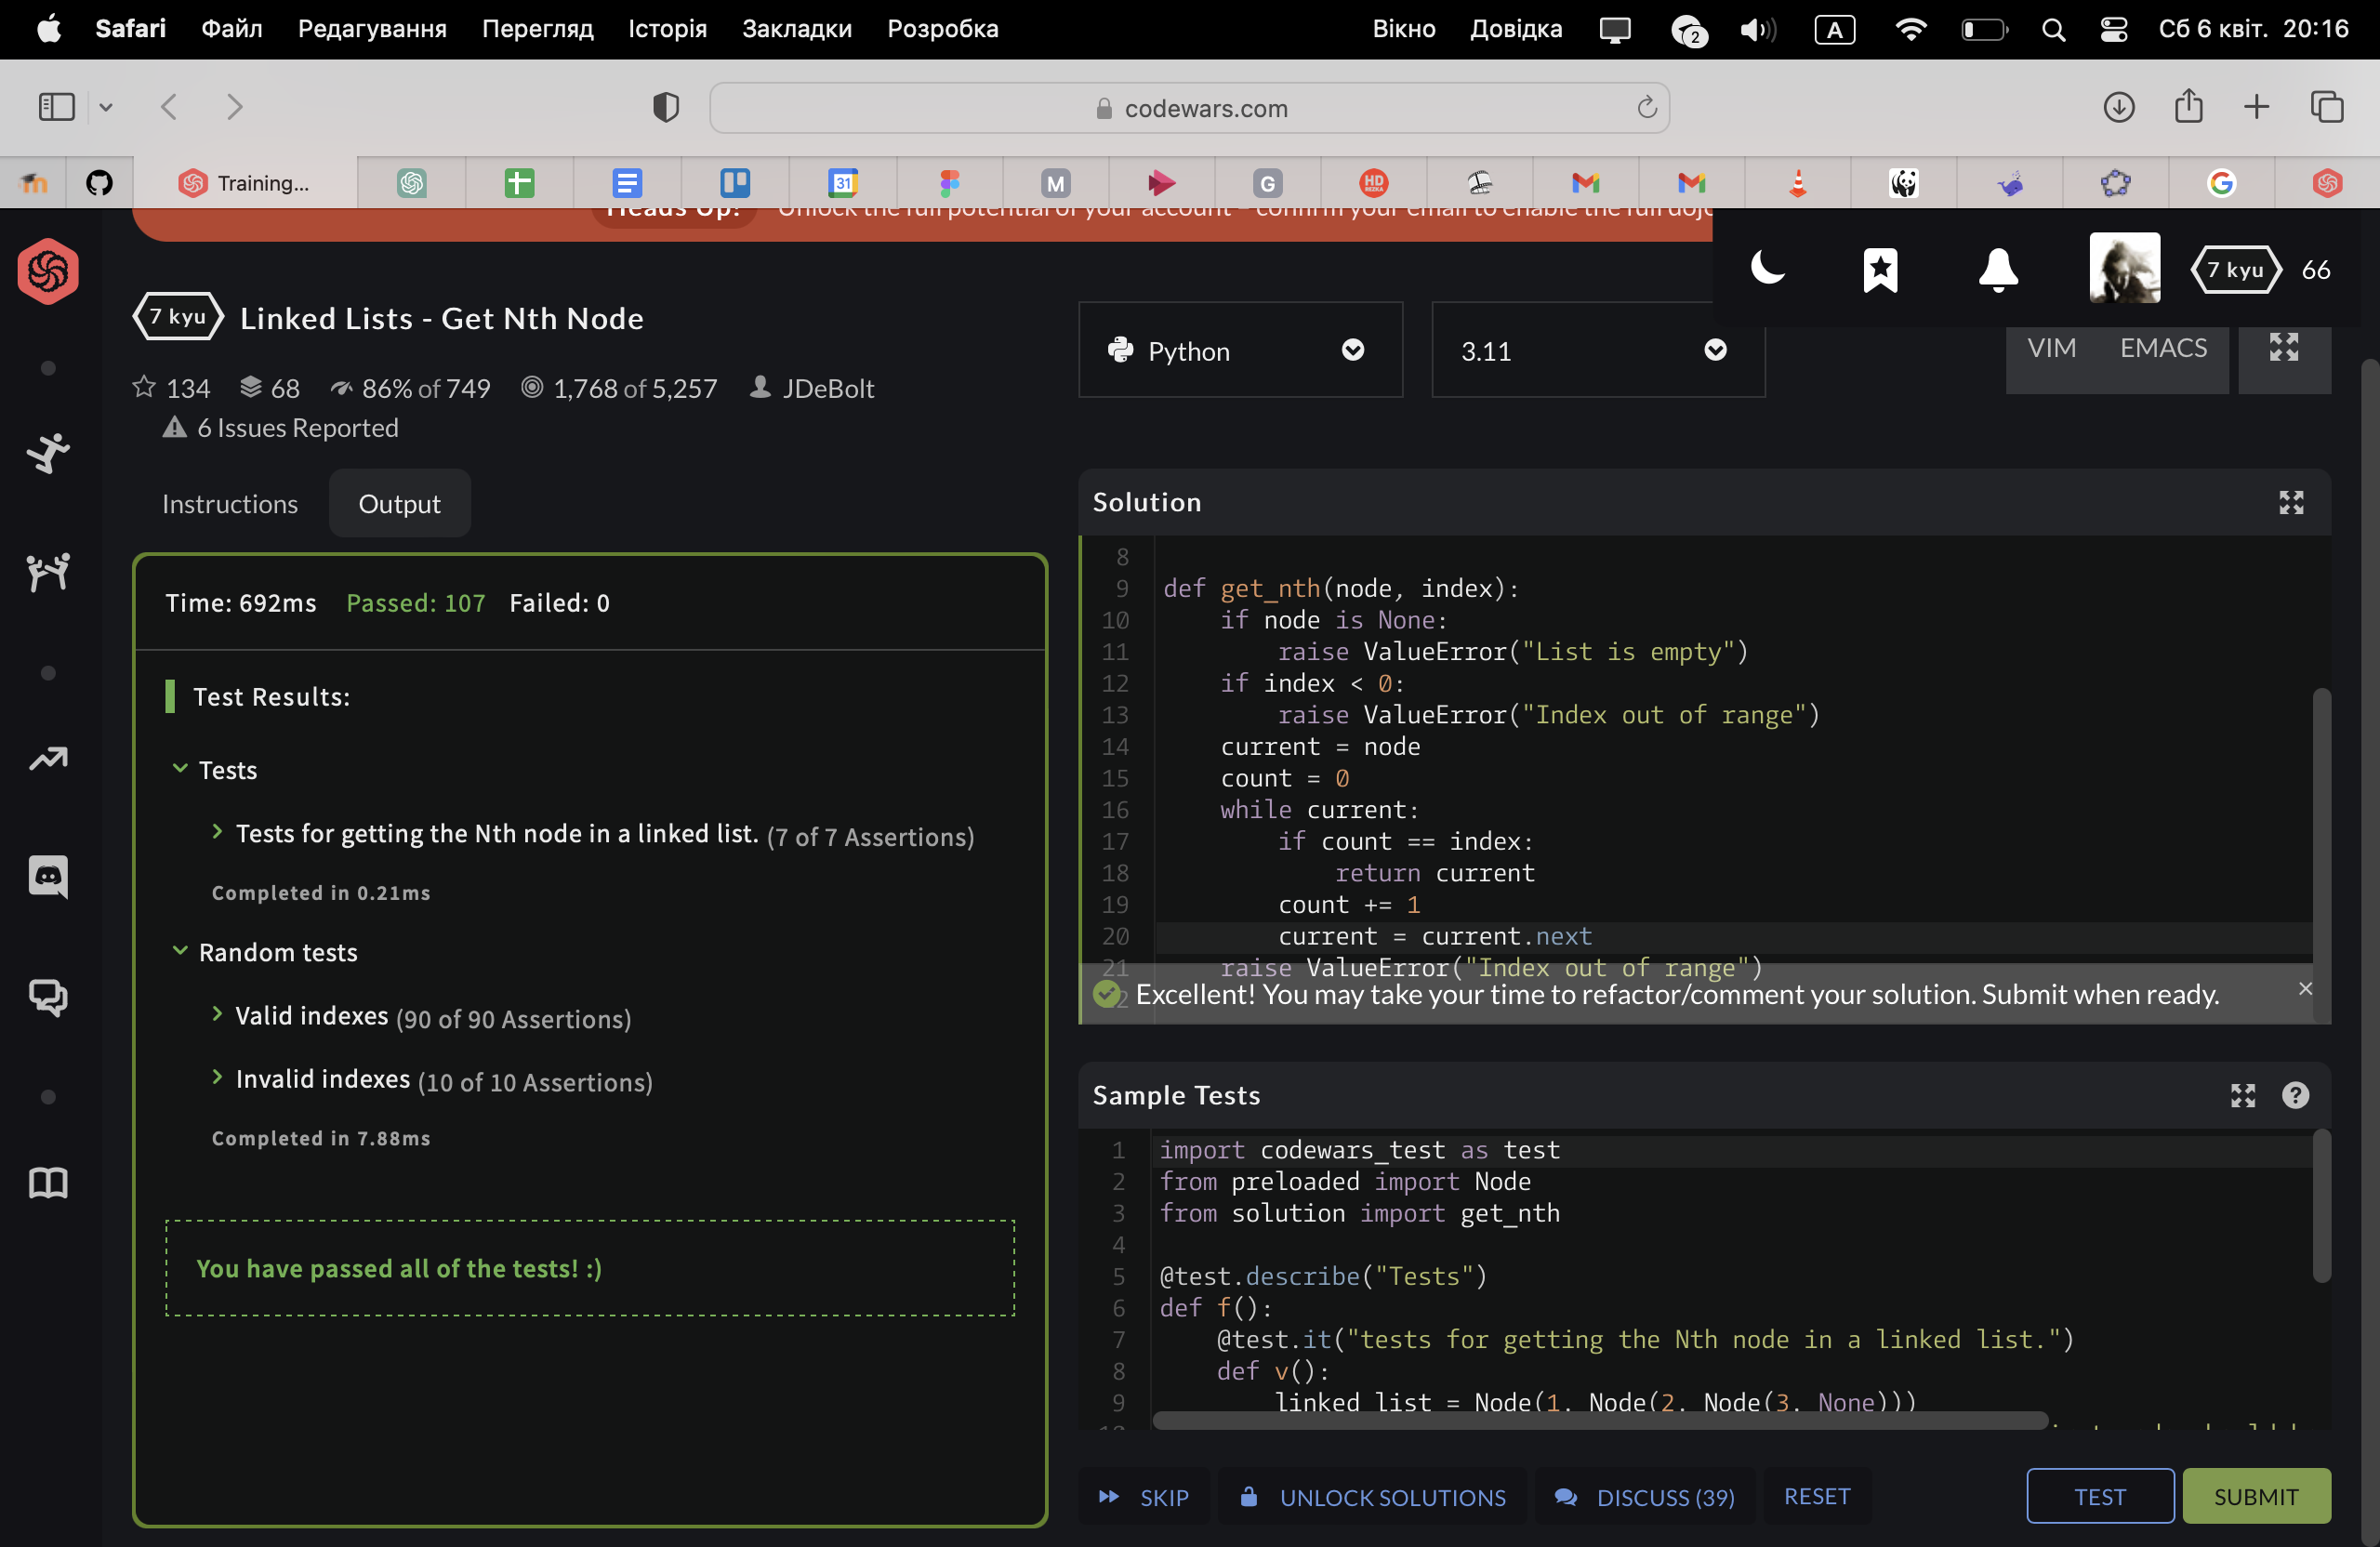 Safari Файл Редагування Перегляд Історія Закладки Розробка Вікно Довідка 2 A Сб 6 квіт. 20:16
codewars.com
Training... 31 M G HD REZKA
Heads Up! Unlock the full potential of your account – confirm your email to enable the full dojo
7 kyu 66
7 kyu Linked Lists - Get Nth Node
134 68 86% of 749 1,768 of 5,257 JDeBolt
6 Issues Reported
Python
3.11
VIM EMACS
Instructions Output
Time: 692ms Passed: 107 Failed: 0
Test Results:
Tests
Tests for getting the Nth node in a linked list. (7 of 7 Assertions)
Completed in 0.21ms
Random tests
Valid indexes (90 of 90 Assertions)
Invalid indexes (10 of 10 Assertions)
Completed in 7.88ms
You have passed all of the tests! :)
Solution
8
9 def get_nth(node, index):
10 if node is None:
11 raise ValueError("List is empty")
12 if index < 0:
13 raise ValueError("Index out of range")
14 current = node
15 count = 0
16 while current:
17 if count == index:
18 return current
19 count += 1
20 current = current.next
21 raise ValueError("Index out of range")
Excellent! You may take your time to refactor/comment your solution. Submit when ready.
Sample Tests
1 import codewars_test as test
2 from preloaded import Node
3 from solution import get_nth
4
5 @test.describe("Tests")
6 def f():
7 @test.it("tests for getting the Nth node in a linked list.")
8 def v():
9 linked_list = Node(1, Node(2, Node(3, None)))
SKIP UNLOCK SOLUTIONS DISCUSS (39) RESET TEST SUBMIT